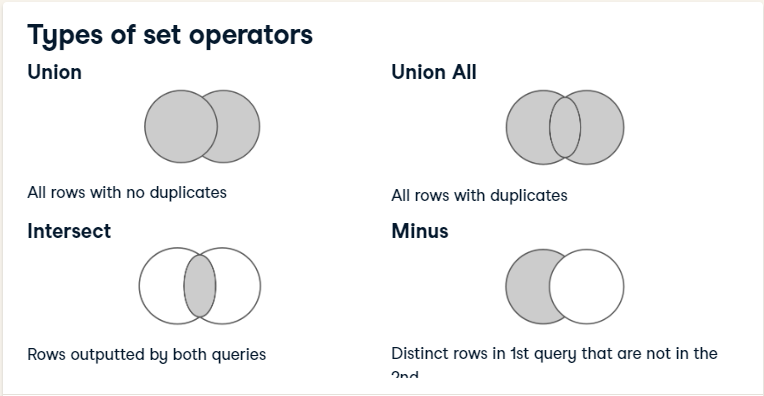 Types of set operators
Union
Union All
All rows with no duplicates
All rows with duplicates
Intersect
Minus
Rows outputted by both queries
Distinct rows in 1st query that are not in the
2nd